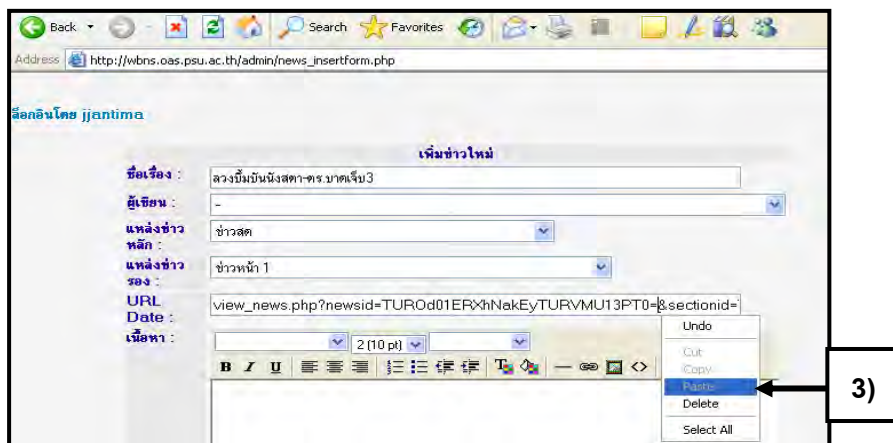 Back Search Favorites
Address http://wbns.oas.psu.ac.th/admin/news_insertform.php
ล็อกอินโดย jjantima
เพิ่มข่าวใหม่
ชื่อเรื่อง : ลวงบึ้มบันนังสตา-ตร.บาดเจ็บ3
ผู้เขียน : -
แหล่งข่าวหลัก : ข่าวสด
แหล่งข่าวรอง : ข่าวหน้า 1
URL Date : view_news.php?newsid=TUROd01ERXhNakEyTURVMU13PT0=&sectionid=
เนื้อหา : 2 (10 pt)
B I U
Undo
Cut
Copy
Paste
Delete
Select All
3)